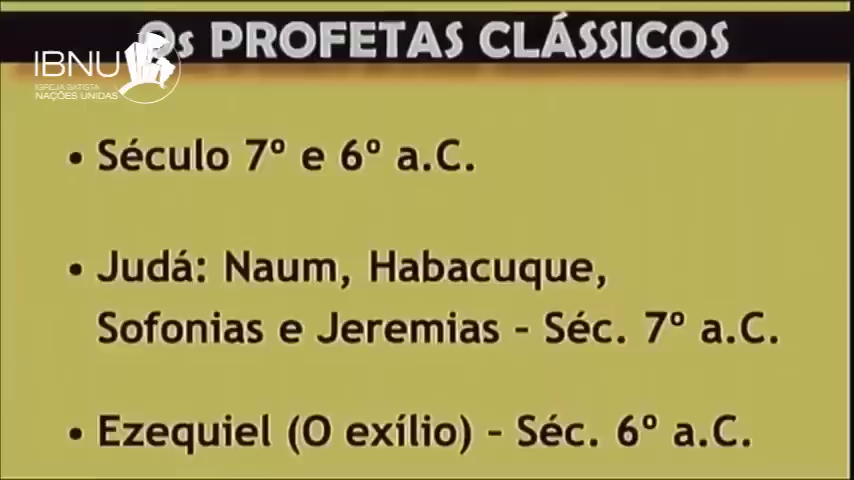 Os PROFETAS CLÁSSICOS
IBNU
IGREJA BATISTA
NAÇÕES UNIDAS
• Século 7º e 6º a.C.
• Judá: Naum, Habacuque,
Sofonias e Jeremias – Séc. 7º a.C.
• Ezequiel (O exílio) – Séc. 6º a.C.